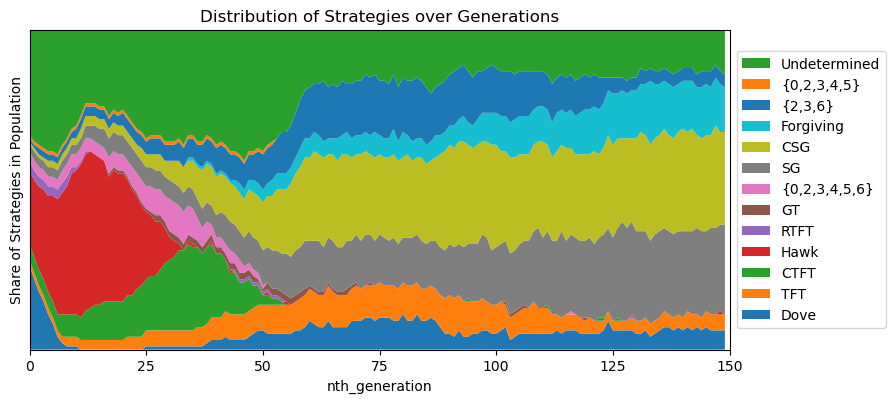 Distribution of Strategies over Generations
Share of Strategies in Population
0
25
50
75
100
125
150
nth_generation
Undetermined
{0,2,3,4,5}
{2,3,6}
Forgiving
CSG
SG
{0,2,3,4,5,6}
GT
RTFT
Hawk
CTFT
TFT
Dove